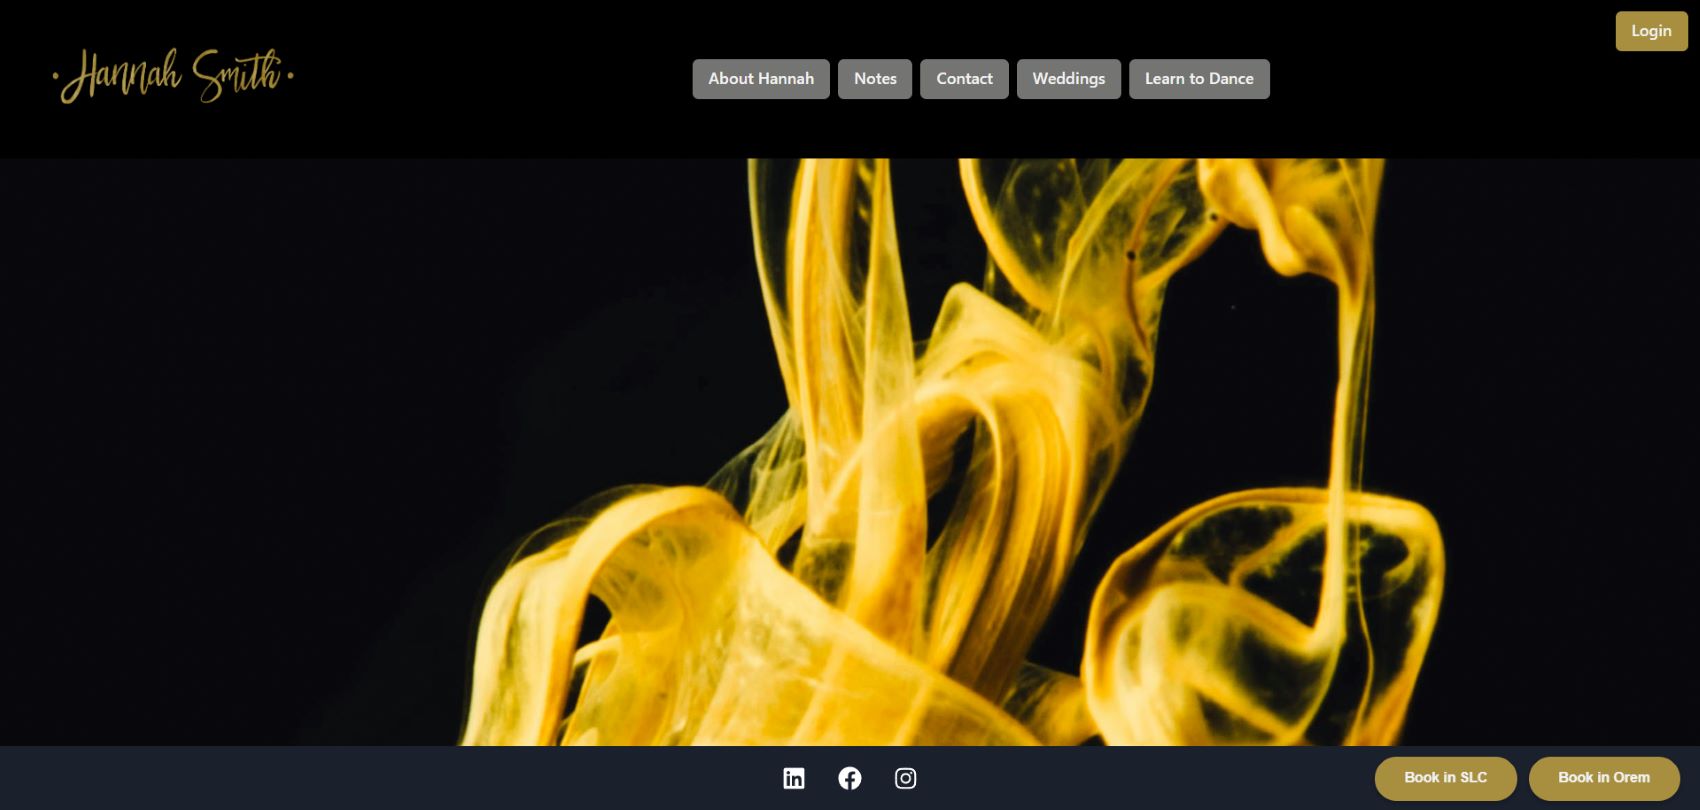 Login
Hannah Smith
About Hannah Notes Contact Weddings Learn to Dance
Book in SLC Book in Orem